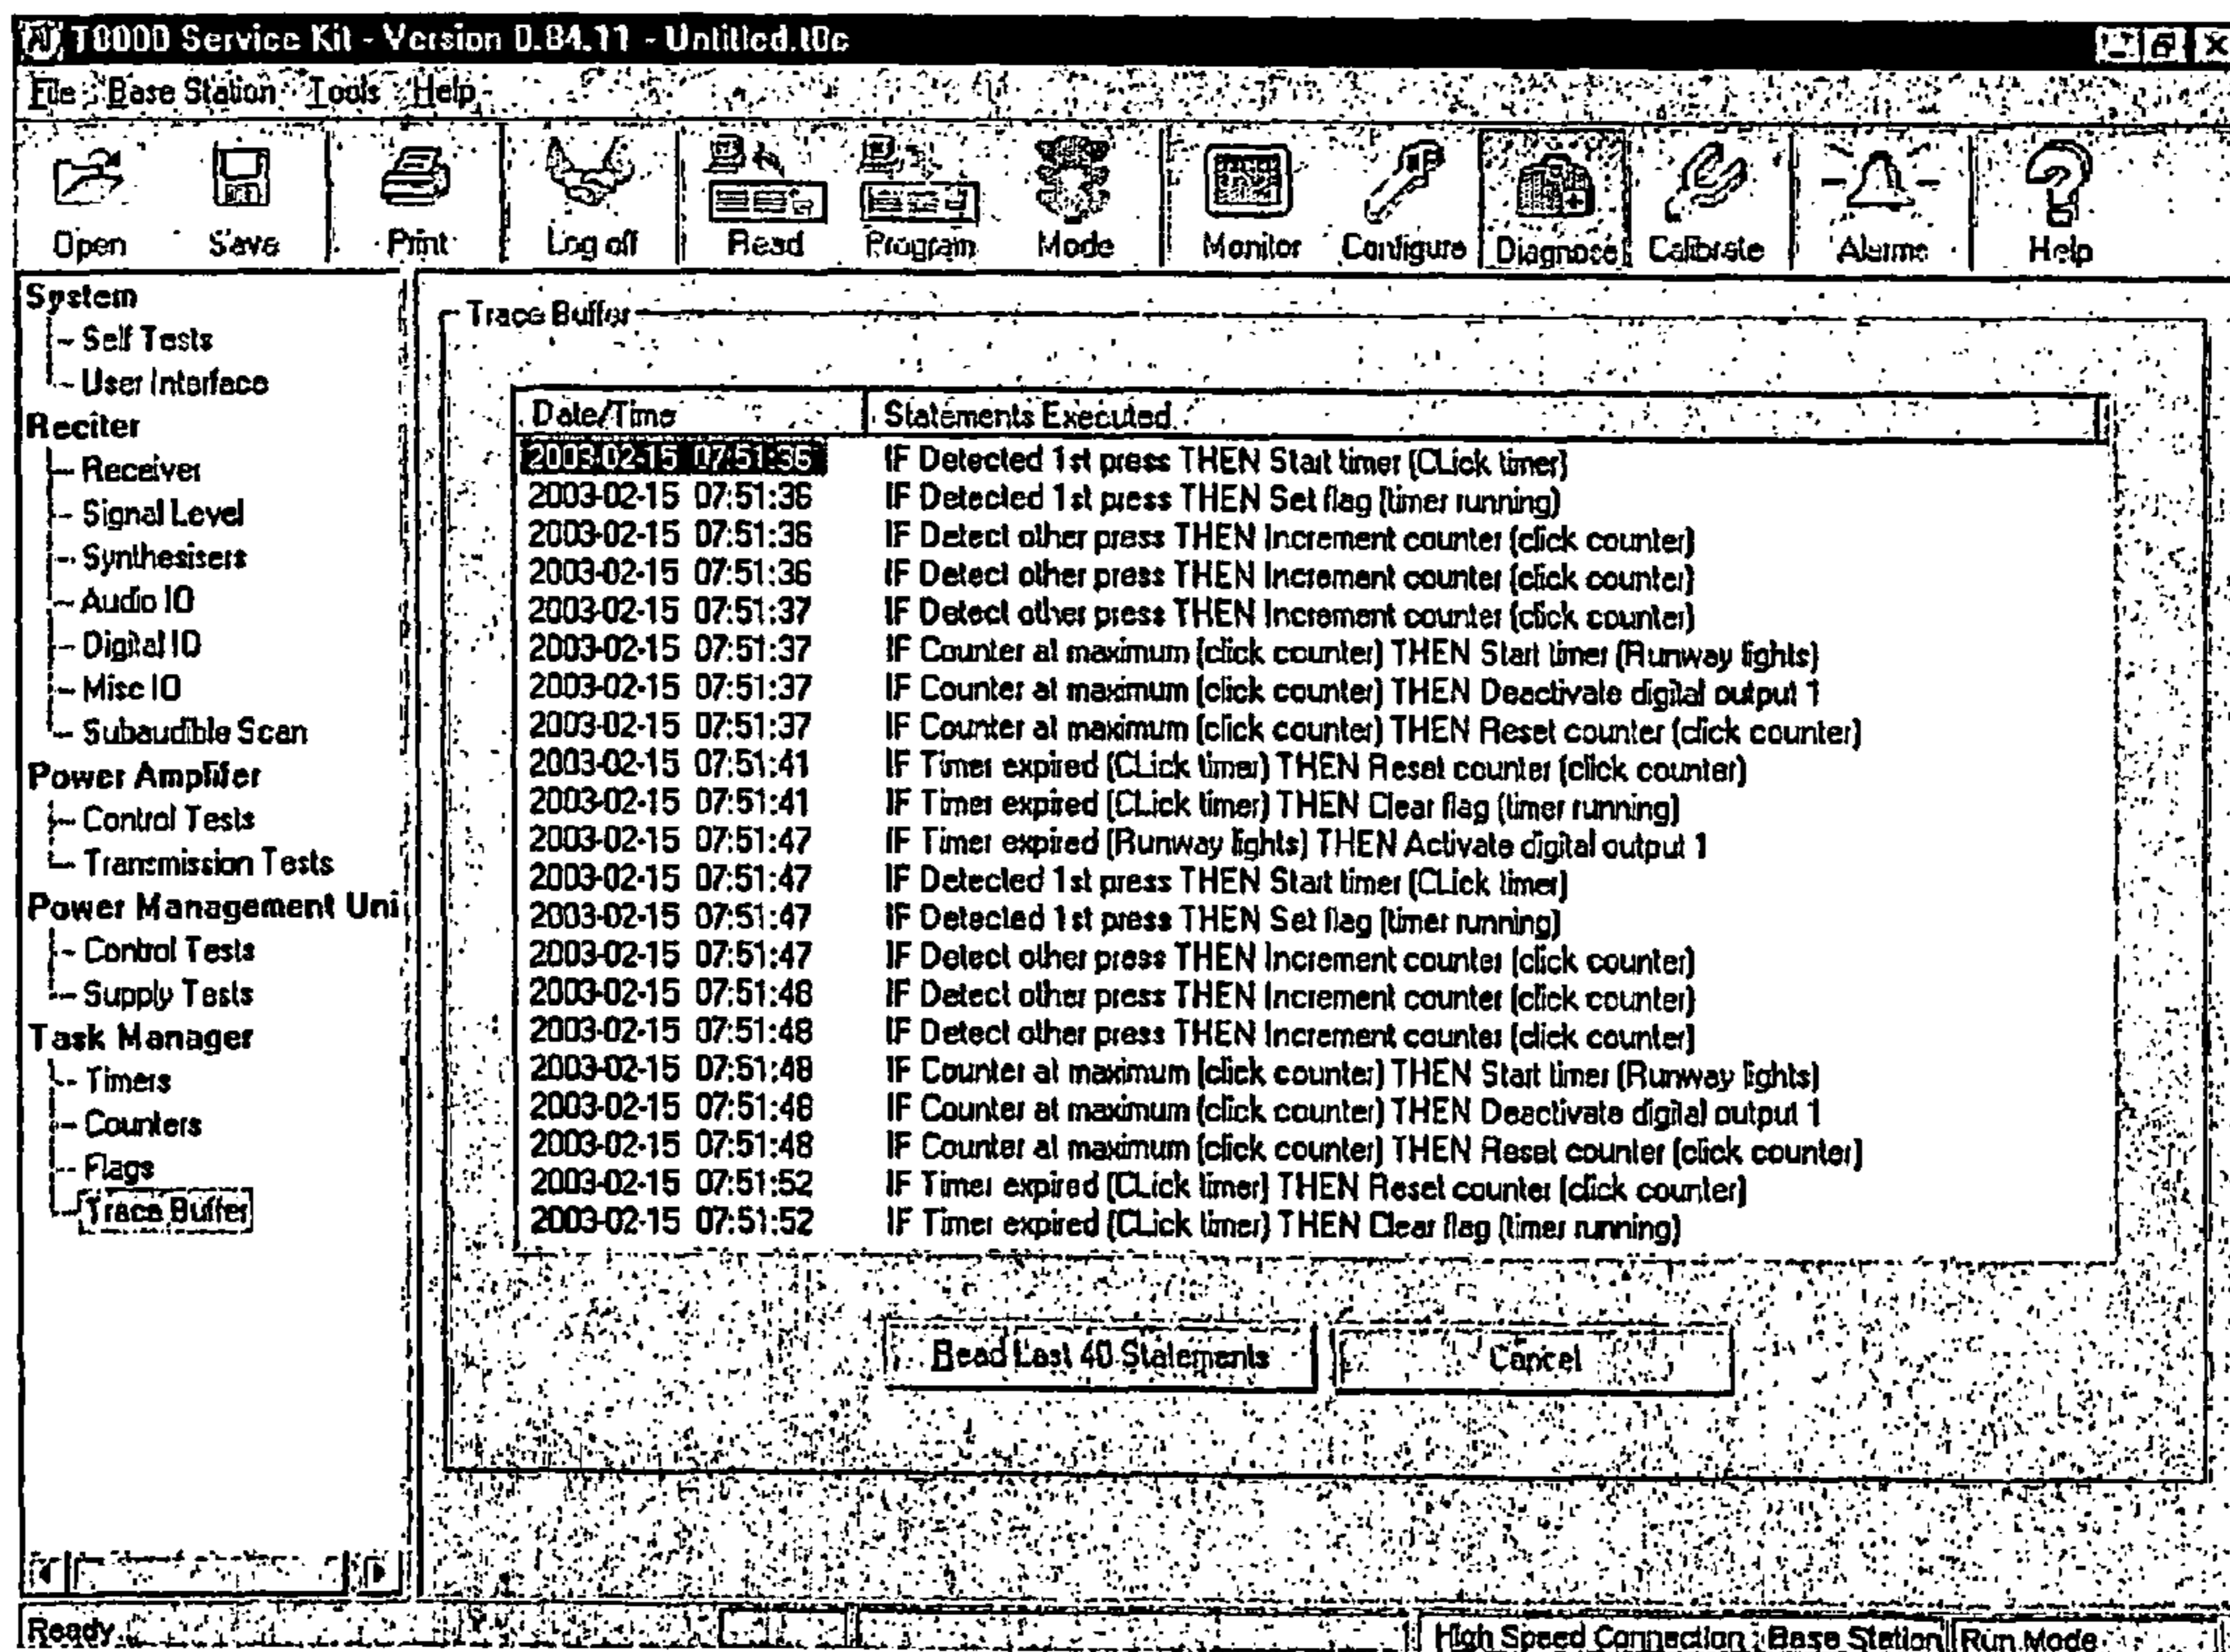 T8000 Service Kit - Version 0.84.11 - Untitled.t8c
File Base Station Tools Help
Open Save Print Log off Read Program Mode Monitor Configure Diagnose Calibrate Alarms Help
System
Self Tests
User Interface
Reciter
Receiver
Signal Level
Synthesisers
Audio IO
Digital IO
Misc IO
Subaudible Scan
Power Amplifer
Control Tests
Transmission Tests
Power Management Uni
Control Tests
Supply Tests
Task Manager
Timers
Counters
Flags
Trace Buffer
Trace Buffer
Date/Time Statements Executed
2003-02-15 07:51:36 IF Detected 1st press THEN Start timer (CLick timer)
2003-02-15 07:51:36 IF Detected 1st press THEN Set flag (timer running)
2003-02-15 07:51:36 IF Detect other press THEN Increment counter (click counter)
2003-02-15 07:51:36 IF Detect other press THEN Increment counter (click counter)
2003-02-15 07:51:37 IF Detect other press THEN Increment counter (click counter)
2003-02-15 07:51:37 IF Counter at maximum (click counter) THEN Start timer (Runway lights)
2003-02-15 07:51:37 IF Counter at maximum (click counter) THEN Deactivate digital output 1
2003-02-15 07:51:37 IF Counter at maximum (click counter) THEN Reset counter (click counter)
2003-02-15 07:51:41 IF Timer expired (CLick timer) THEN Reset counter (click counter)
2003-02-15 07:51:41 IF Timer expired (CLick timer) THEN Clear flag (timer running)
2003-02-15 07:51:47 IF Timer expired (Runway lights) THEN Activate digital output 1
2003-02-15 07:51:47 IF Detected 1st press THEN Start timer (CLick timer)
2003-02-15 07:51:47 IF Detected 1st press THEN Set flag (timer running)
2003-02-15 07:51:47 IF Detect other press THEN Increment counter (click counter)
2003-02-15 07:51:48 IF Detect other press THEN Increment counter (click counter)
2003-02-15 07:51:48 IF Detect other press THEN Increment counter (click counter)
2003-02-15 07:51:48 IF Counter at maximum (click counter) THEN Start timer (Runway lights)
2003-02-15 07:51:48 IF Counter at maximum (click counter) THEN Deactivate digital output 1
2003-02-15 07:51:48 IF Counter at maximum (click counter) THEN Reset counter (click counter)
2003-02-15 07:51:52 IF Timer expired (CLick timer) THEN Reset counter (click counter)
2003-02-15 07:51:52 IF Timer expired (CLick timer) THEN Clear flag (timer running)
Read Last 40 Statements Cancel
Ready High Speed Connection Base Station Run Mode